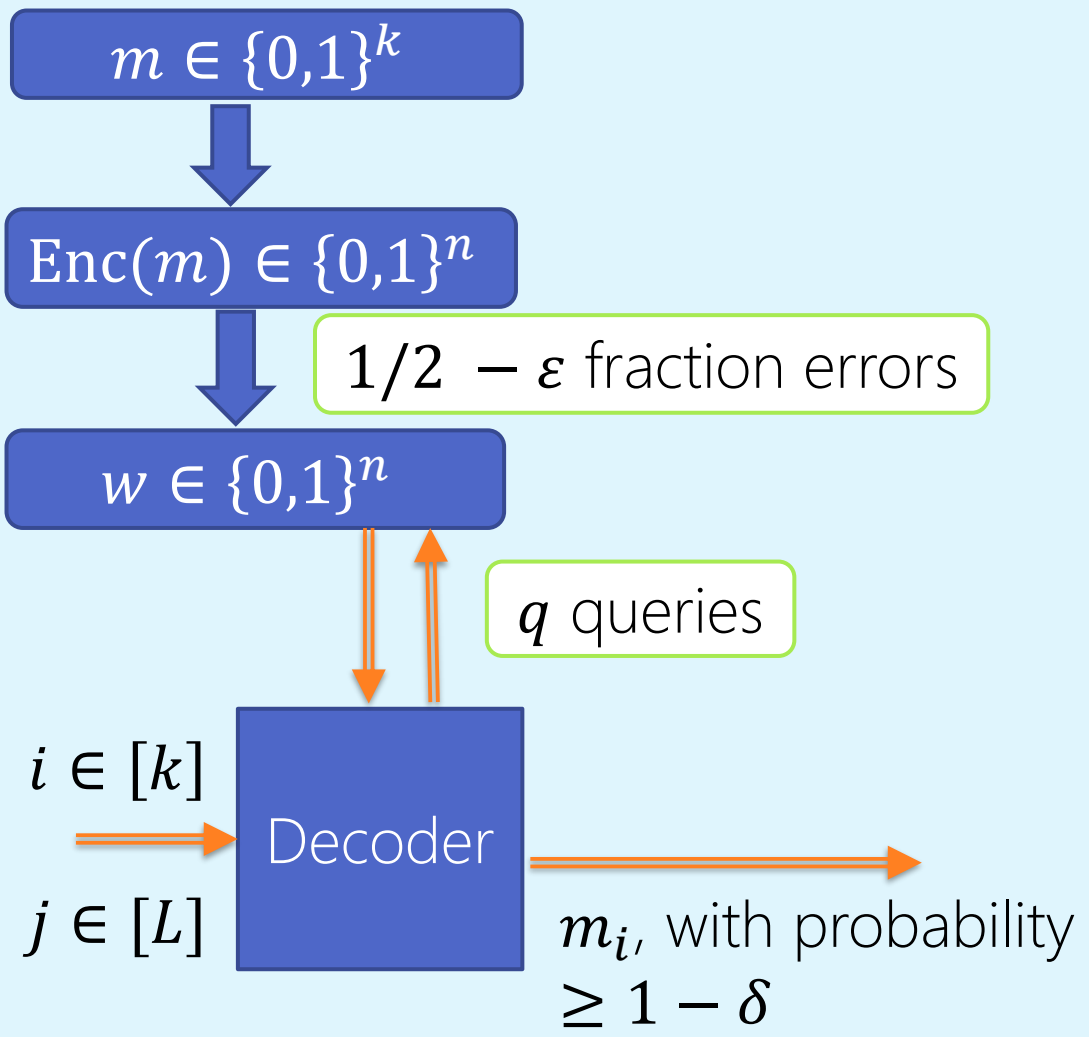 m ∈ {0,1}^k
Enc(m) ∈ {0,1}^n
1/2 − ε fraction errors
w ∈ {0,1}^n
q queries
i ∈ [k]
Decoder
j ∈ [L]
m_i, with probability
≥ 1 − δ